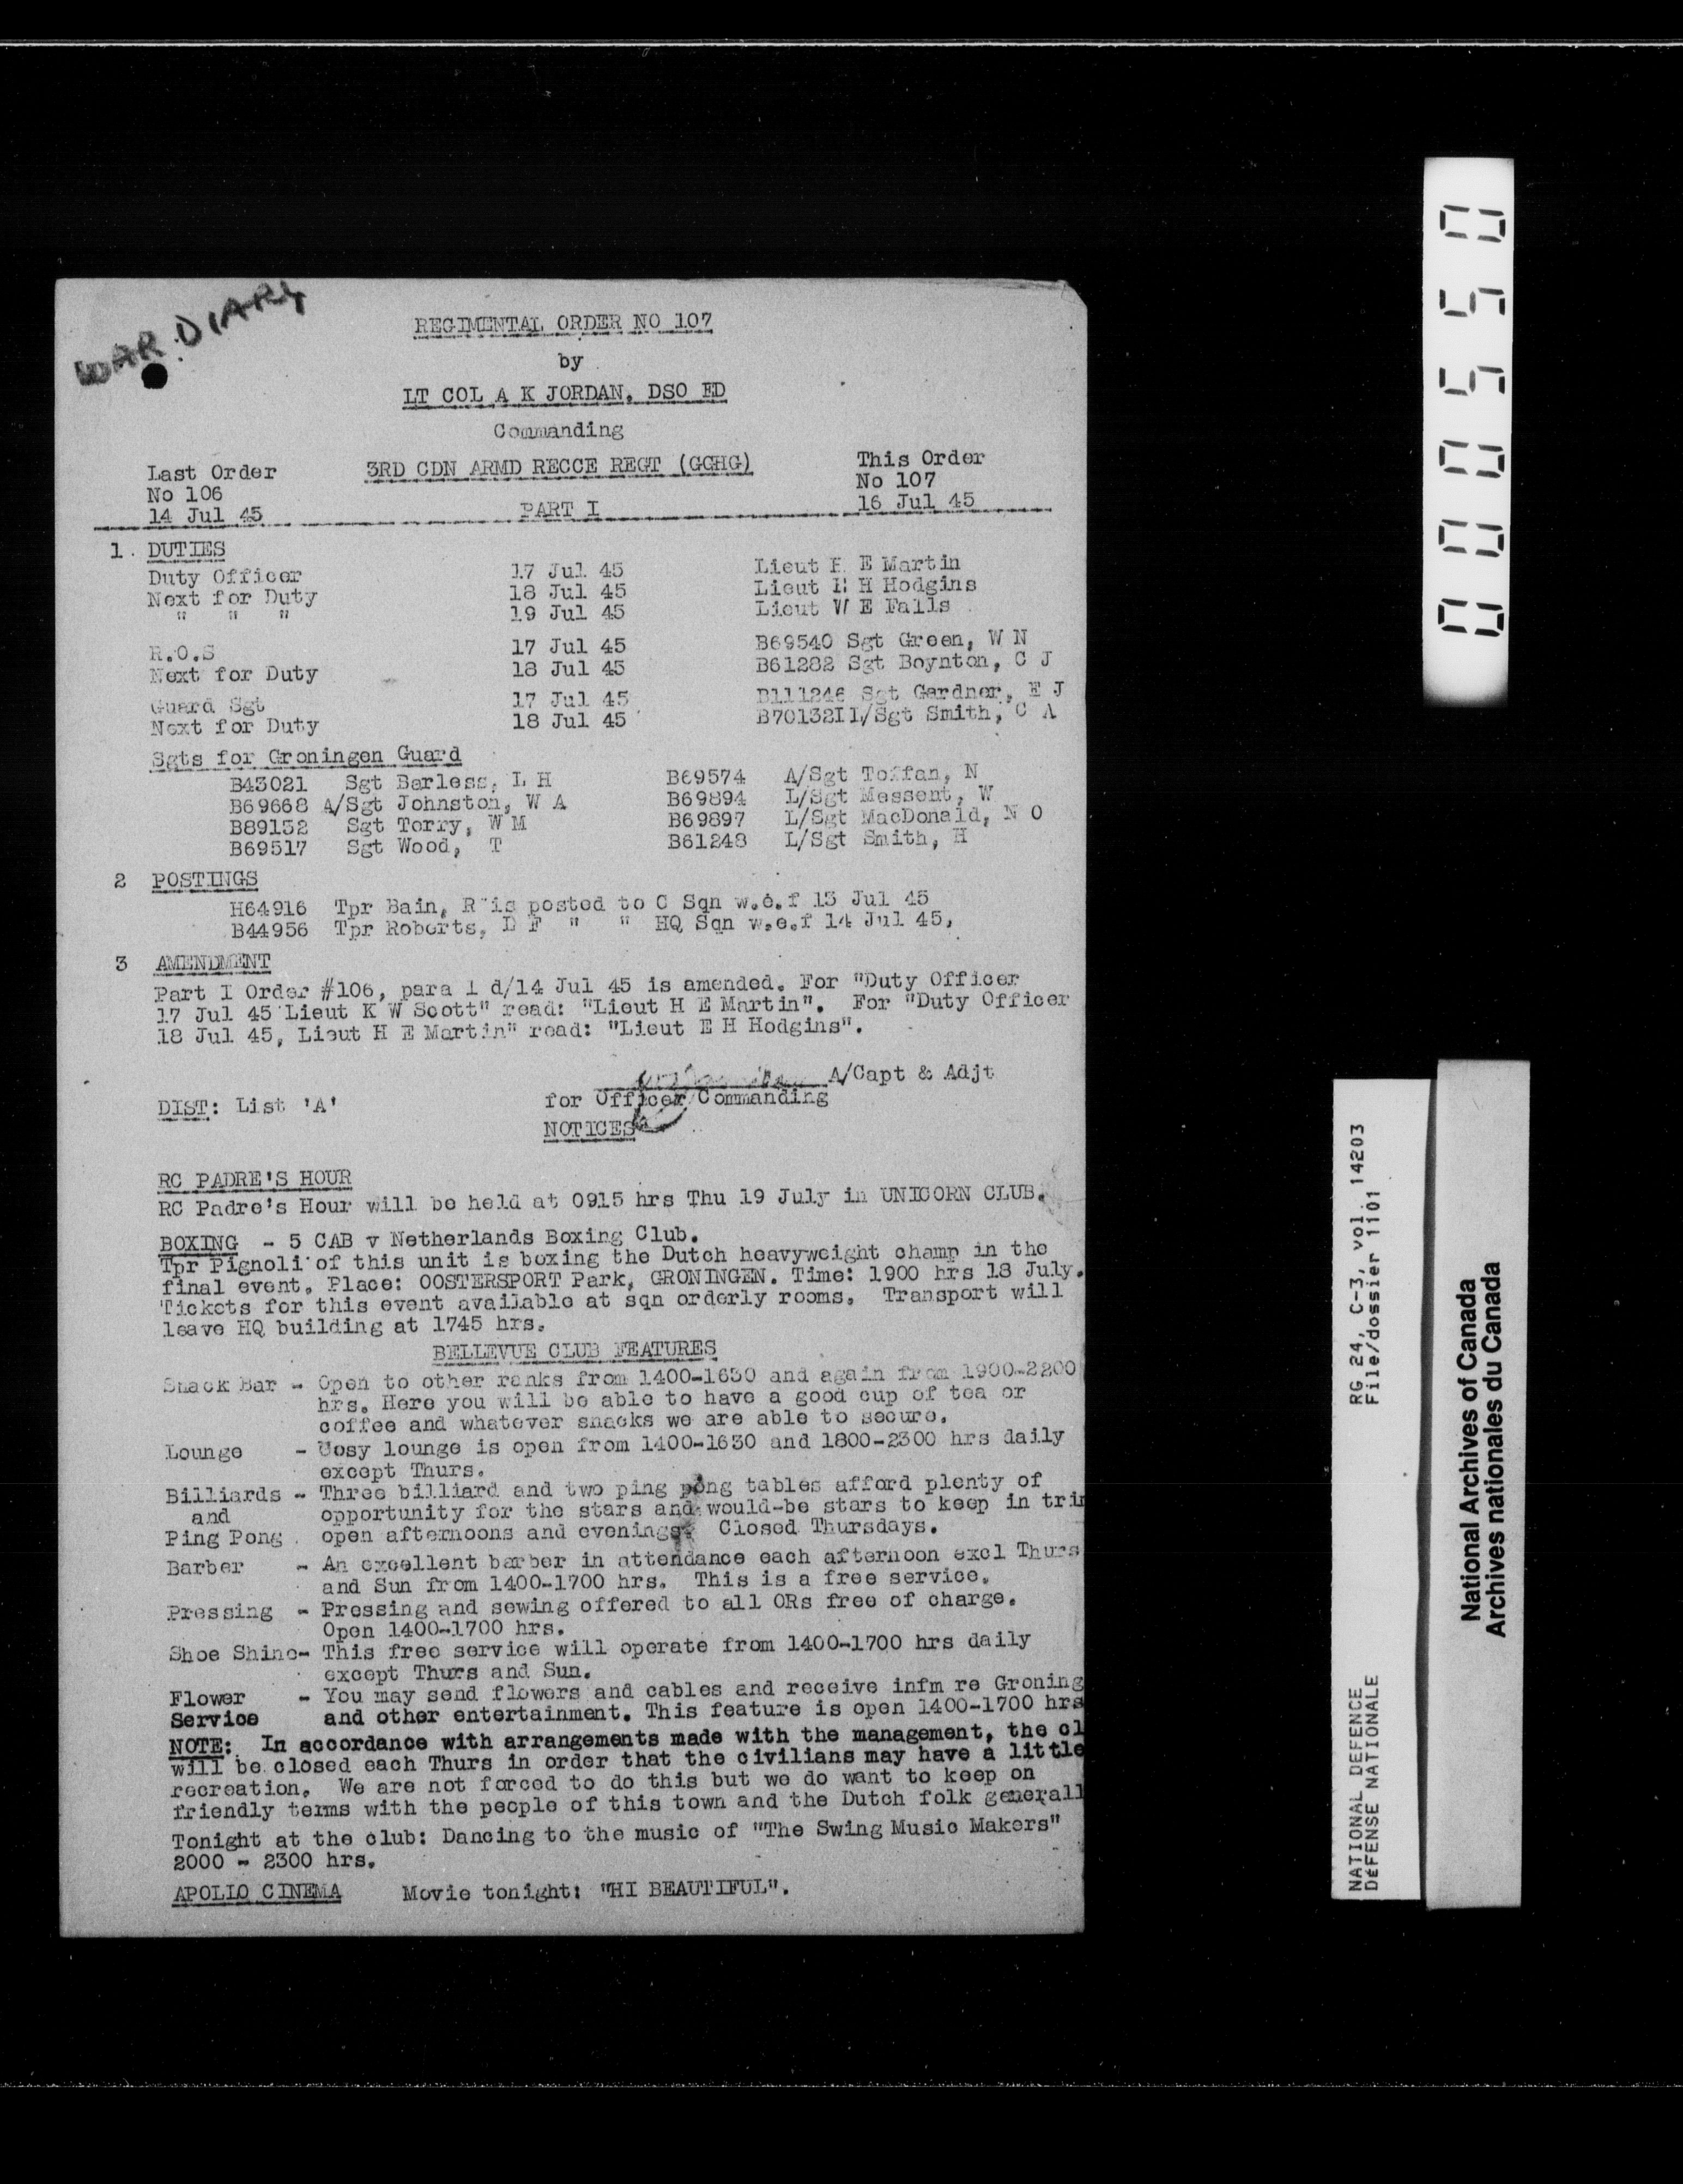 WAR DIARY
REGIMENTAL ORDER NO 107
by
LT COL A K JORDAN, DSO ED
Commanding
Last Order 3RD CDN ARMD RECCE REGT (GGHG) This Order
No 106 No 107
14 Jul 45 PART I 16 Jul 45
1. DUTIES
Duty Officer 17 Jul 45 Lieut H E Martin
Next for Duty 18 Jul 45 Lieut E H Hodgins
" " " 19 Jul 45 Lieut W E Falls
R.O.S 17 Jul 45 B69540 Sgt Green, W N
Next for Duty 18 Jul 45 B61282 Sgt Boynton, C J
Guard Sgt 17 Jul 45 B111246 Sgt Gardner, E J
Next for Duty 18 Jul 45 B70132 L/Sgt Smith, C A
Sgts for Groningen Guard
B43021 Sgt Barless, L H B69574 A/Sgt Toffan, N
B69668 A/Sgt Johnston, W A B69894 L/Sgt Messent, W
B89152 Sgt Torry, W M B69897 L/Sgt MacDonald, N O
B69517 Sgt Wood, T B61248 L/Sgt Smith, H
2 POSTINGS
H64916 Tpr Bain, R is posted to C Sqn w.e.f 15 Jul 45
B44956 Tpr Roberts, D F " " HQ Sqn w.e.f 14 Jul 45,
3 AMENDMENT
Part I Order #106, para 1 d/14 Jul 45 is amended. For "Duty Officer
17 Jul 45 Lieut K W Scott" read: "Lieut H E Martin". For "Duty Officer
18 Jul 45, Lieut H E Martin" read: "Lieut E H Hodgins".
A/Capt & Adjt
DIST: List 'A' for Officer Commanding
NOTICES
RC PADRE'S HOUR
RC Padre's Hour will be held at 0915 hrs Thu 19 July in UNICORN CLUB.
BOXING - 5 CAB v Netherlands Boxing Club.
Tpr Pignoli of this unit is boxing the Dutch heavyweight champ in the
final event. Place: OOSTERSPORT Park, GRONINGEN. Time: 1900 hrs 18 July.
Tickets for this event available at sqn orderly rooms. Transport will
leave HQ building at 1745 hrs.
BELLEVUE CLUB FEATURES
Snack Bar - Open to other ranks from 1400-1630 and again from 1900-2200
hrs. Here you will be able to have a good cup of tea or
coffee and whatever snacks we are able to secure.
Lounge - Cosy lounge is open from 1400-1630 and 1800-2300 hrs daily
except Thurs.
Billiards - Three billiard and two ping pong tables afford plenty of
and opportunity for the stars and would-be stars to keep in trim
Ping Pong open afternoons and evenings. Closed Thursdays.
Barber - An excellent barber in attendance each afternoon excl Thurs
and Sun from 1400-1700 hrs. This is a free service.
Pressing - Pressing and sewing offered to all ORs free of charge.
Open 1400-1700 hrs.
Shoe Shine- This free service will operate from 1400-1700 hrs daily
except Thurs and Sun.
Flower - You may send flowers and cables and receive infm re Groning
Service and other entertainment. This feature is open 1400-1700 hrs
NOTE: In accordance with arrangements made with the management, the cl
will be closed each Thurs in order that the civilians may have a little
recreation. We are not forced to do this but we do want to keep on
friendly terms with the people of this town and the Dutch folk generall
Tonight at the club: Dancing to the music of "The Swing Music Makers"
2000 - 2300 hrs.
APOLLO CINEMA Movie tonight: "HI BEAUTIFUL".
000550
NATIONAL DEFENCE RG 24, C-3, vol. 14203
DÉFENSE NATIONALE File/dossier 1101
National Archives of Canada
Archives nationales du Canada